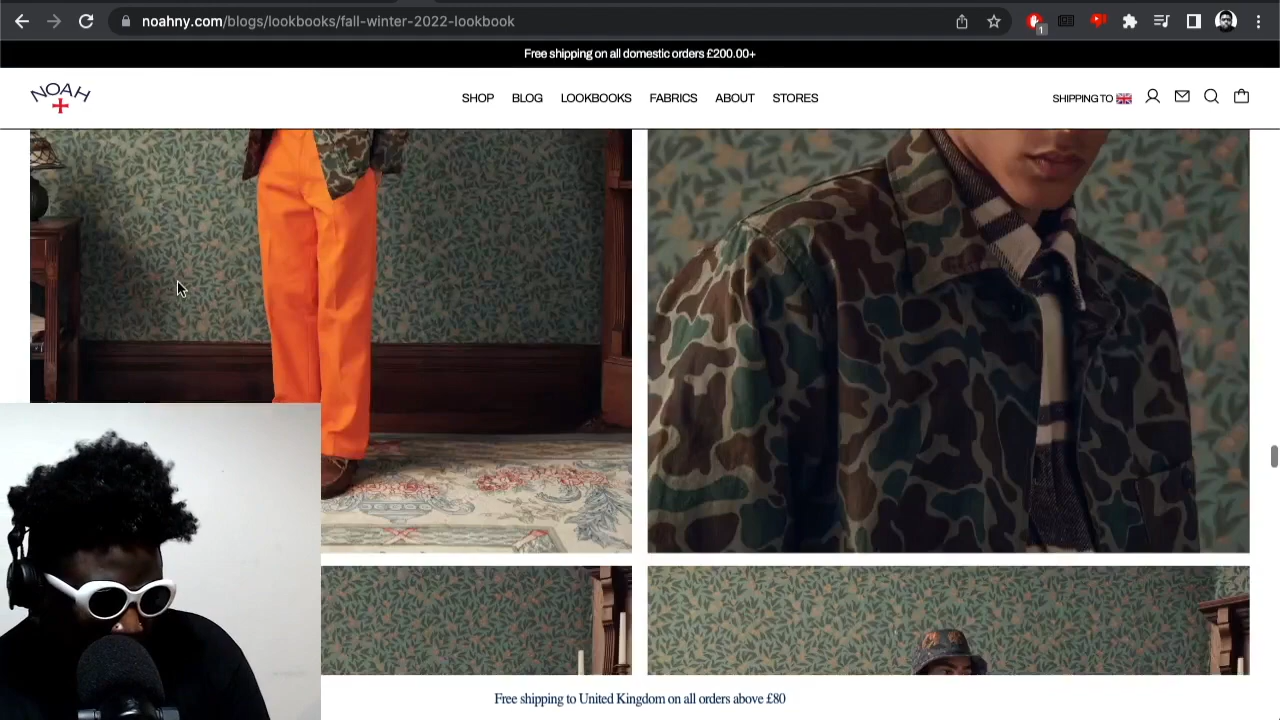 noahny.com/blogs/lookbooks/fall-winter-2022-lookbook
1
Free shipping on all domestic orders £200.00+
NOAH
SHOP BLOG LOOKBOOKS FABRICS ABOUT STORES
SHIPPING TO
Free shipping to United Kingdom on all orders above £80